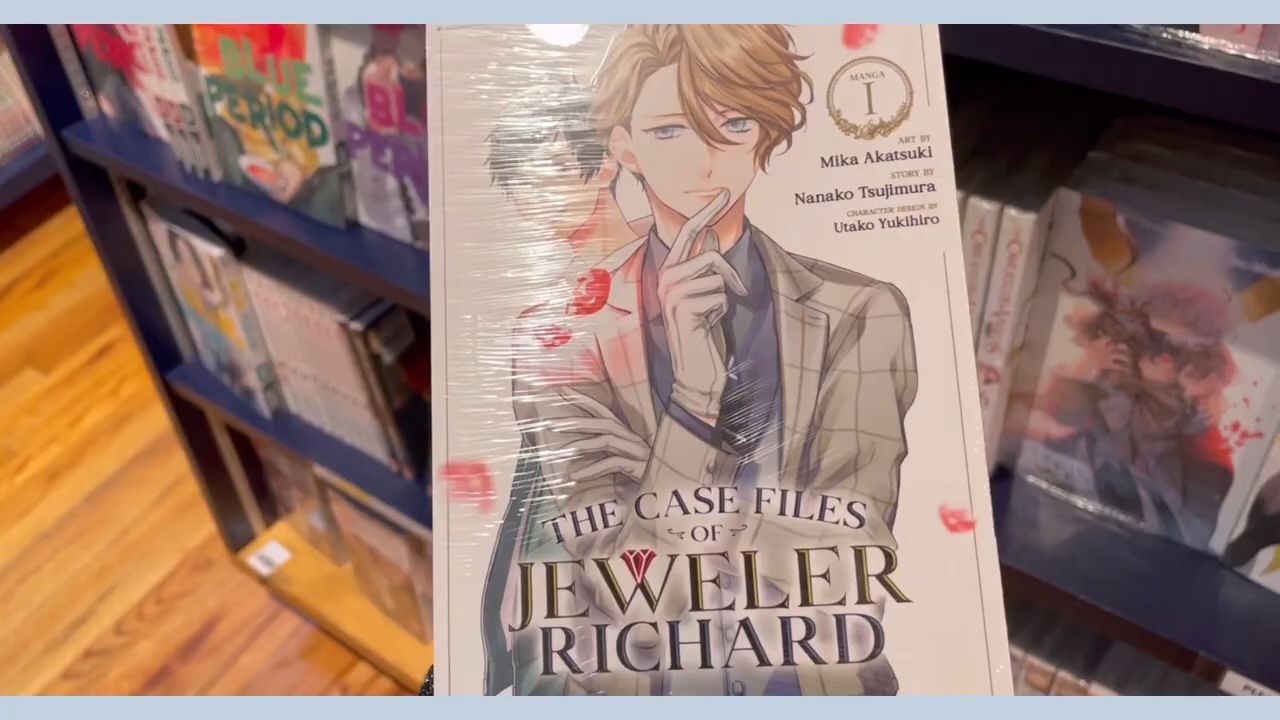 BLUE
PERIOD
MANGA
I
ART BY
Mika Akatsuki
STORY BY
Nanako Tsujimura
CHARACTER DESIGN BY
Utako Yukihiro
THE CASE FILES
OF
JEWELER
RICHARD